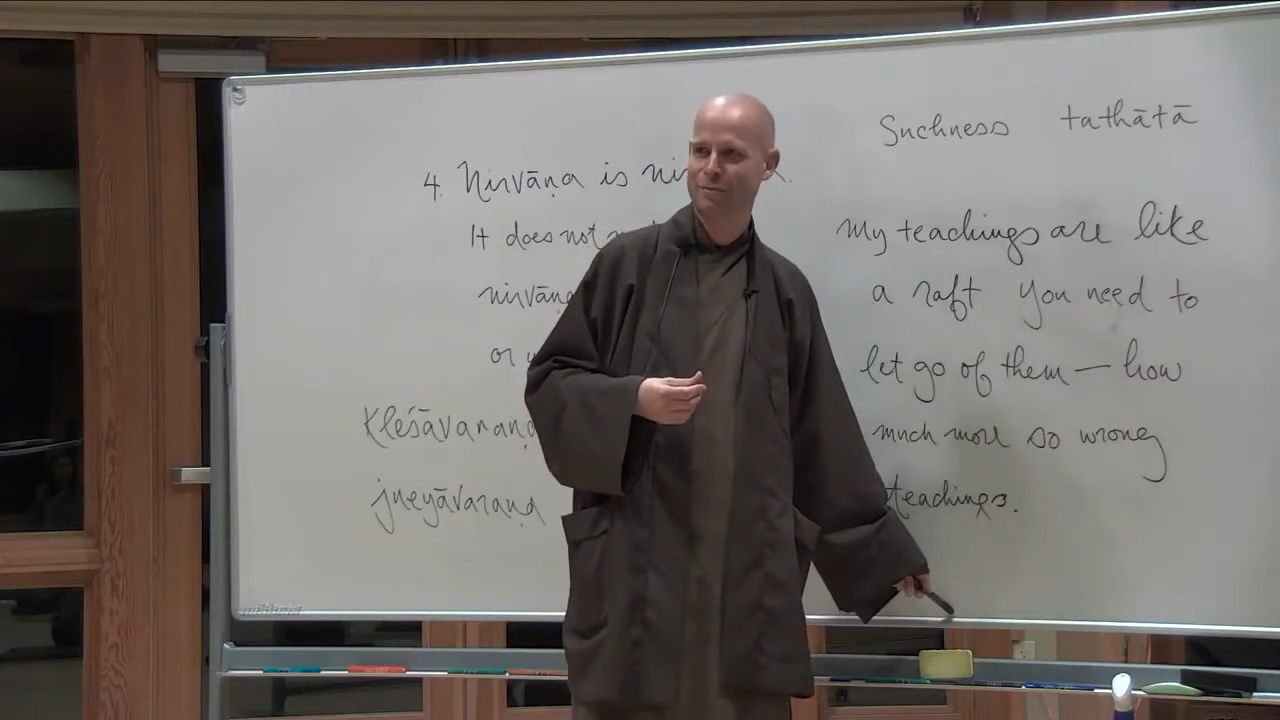 4. Nirvāṇa is
It does not
nirvāṇa
or
Kleśāvaraṇa
jñeyāvaraṇa
Suchness tathātā
My teachings are like
a raft you need to
let go of them — how
much more so wrong
teachings.